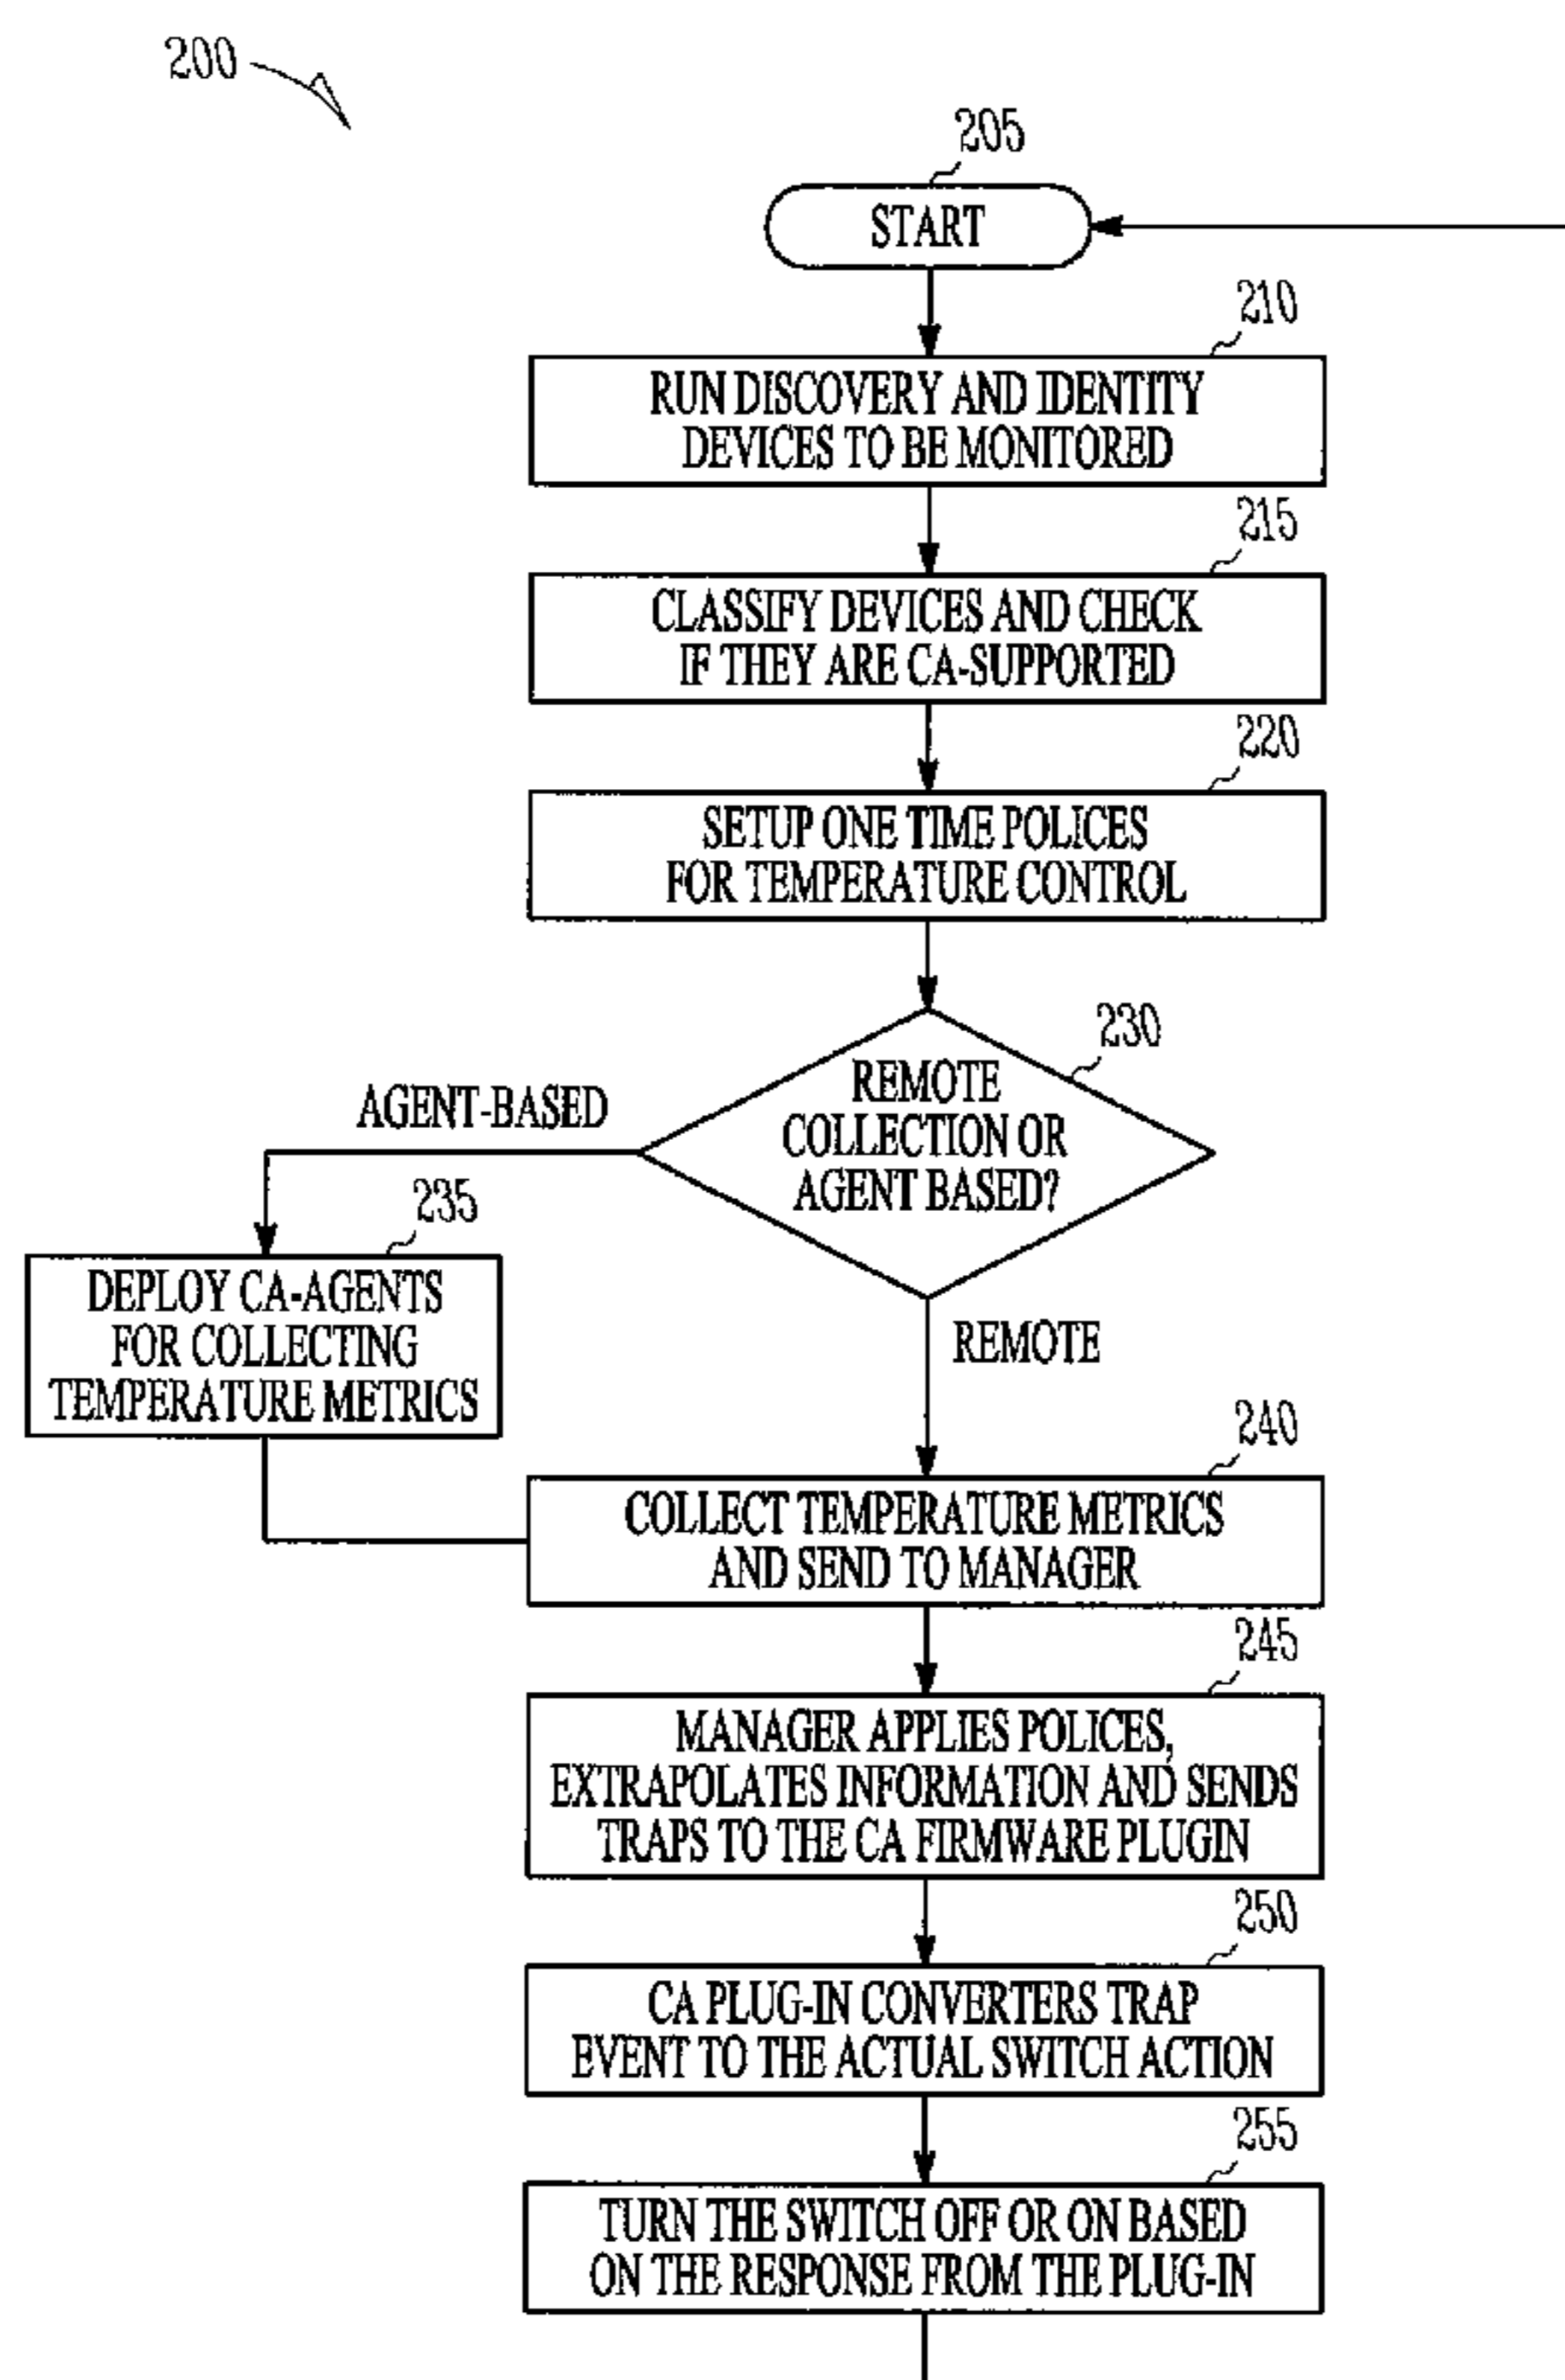 200
205
START
210
RUN DISCOVERY AND IDENTITY
DEVICES TO BE MONITORED
215
CLASSIFY DEVICES AND CHECK
IF THEY ARE CA-SUPPORTED
220
SETUP ONE TIME POLICES
FOR TEMPERATURE CONTROL
230
REMOTE
COLLECTION OR
AGENT BASED?
AGENT-BASED
235
DEPLOY CA-AGENTS
FOR COLLECTING
TEMPERATURE METRICS
REMOTE
240
COLLECT TEMPERATURE METRICS
AND SEND TO MANAGER
245
MANAGER APPLIES POLICES,
EXTRAPOLATES INFORMATION AND SENDS
TRAPS TO THE CA FIRMWARE PLUGIN
250
CA PLUG-IN CONVERTERS TRAP
EVENT TO THE ACTUAL SWITCH ACTION
255
TURN THE SWITCH OFF OR ON BASED
ON THE RESPONSE FROM THE PLUG-IN